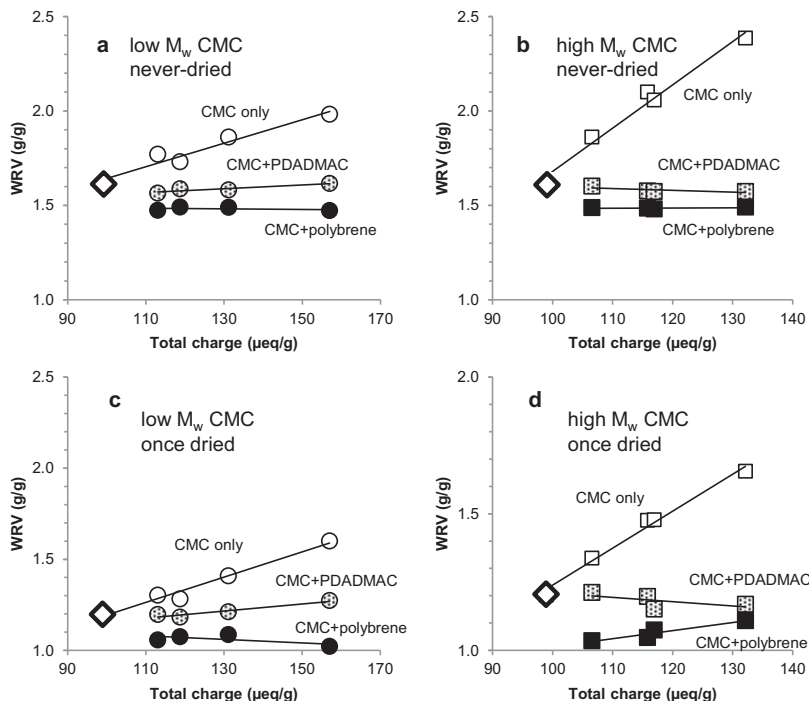 a low Mw CMC
never-dried
CMC only
CMC+PDADMAC
CMC+polybrene
WRV (g/g)
2.5
2.0
1.5
1.0
90 110 130 150 170
Total charge (µeq/g)
b high Mw CMC
never-dried
CMC only
CMC+PDADMAC
CMC+polybrene
WRV (g/g)
2.5
2.0
1.5
1.0
90 100 110 120 130 140
Total charge (µeq/g)
c low Mw CMC
once dried
CMC only
CMC+PDADMAC
CMC+polybrene
WRV (g/g)
2.5
2.0
1.5
1.0
90 110 130 150 170
Total charge (µeq/g)
d high Mw CMC
once dried
CMC only
CMC+PDADMAC
CMC+polybrene
WRV (g/g)
2.0
1.5
1.0
90 100 110 120 130 140
Total charge (µeq/g)